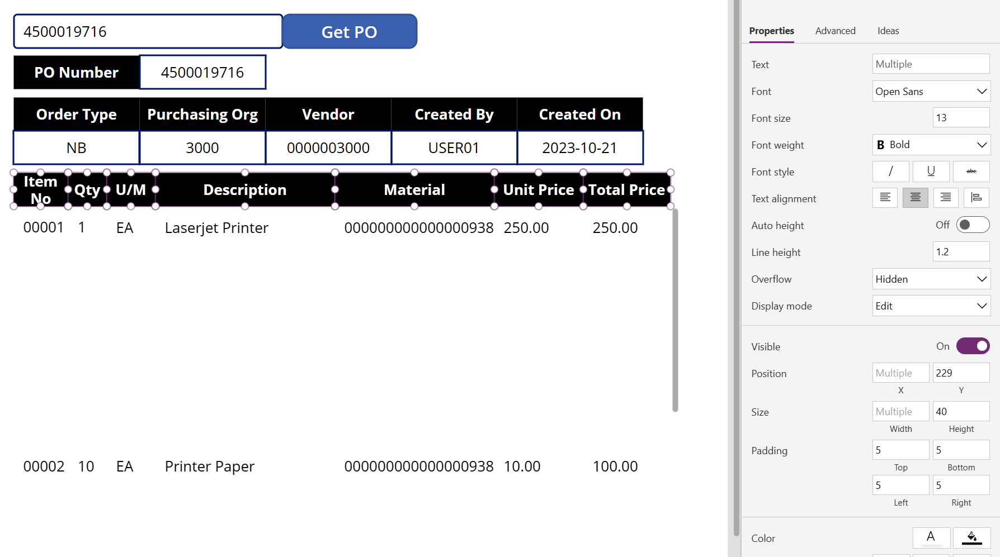 4500019716 Get PO
PO Number 4500019716
Order Type Purchasing Org Vendor Created By Created On
NB 3000 0000003000 USER01 2023-10-21
Item No Qty U/M Description Material Unit Price Total Price
00001 1 EA Laserjet Printer 000000000000000938 250.00 250.00
00002 10 EA Printer Paper 000000000000000938 10.00 100.00
Properties Advanced Ideas
Text Multiple
Font Open Sans
Font size 13
Font weight B Bold
Font style / U abc
Text alignment
Auto height Off
Line height 1.2
Overflow Hidden
Display mode Edit
Visible On
Position Multiple 229
X Y
Size Multiple 40
Width Height
Padding 5 5
Top Bottom
5 5
Left Right
Color A